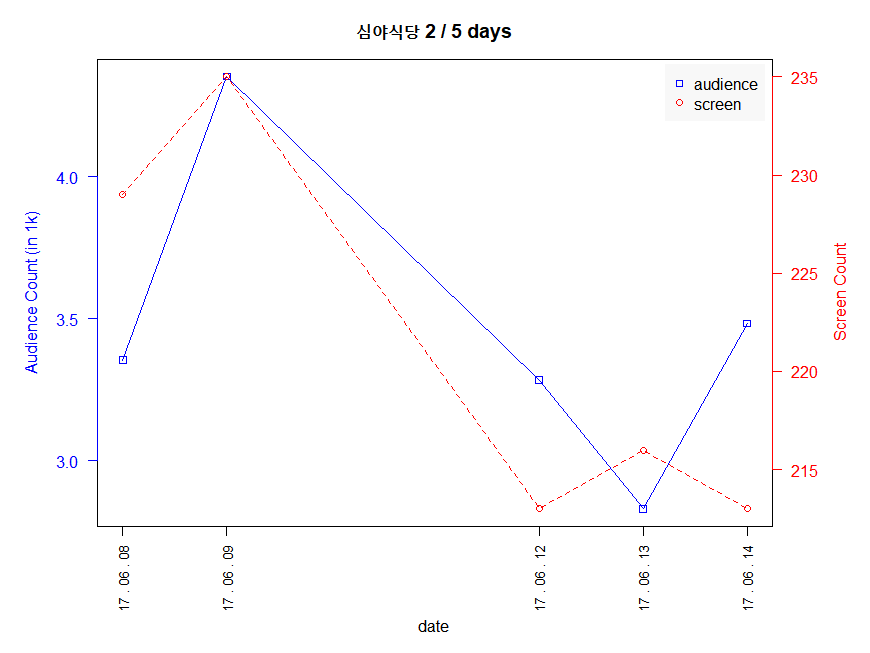 심야식당 2 / 5 days
audience
screen
Audience Count (in 1k)
4.0
3.5
3.0
235
230
225
220
215
Screen Count
17 . 06 . 08
17 . 06 . 09
17 . 06 . 12
17 . 06 . 13
17 . 06 . 14
date